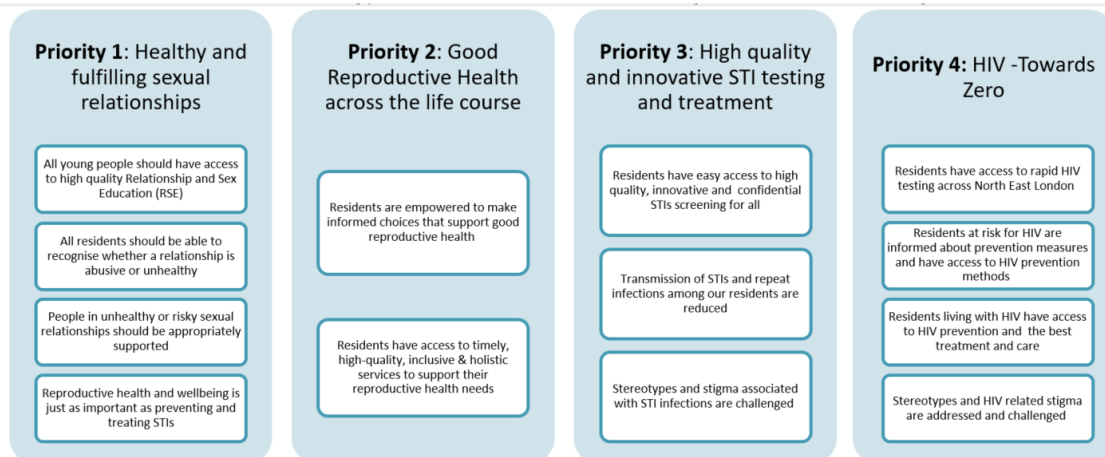 Priority 1: Healthy and
fulfilling sexual
relationships
All young people should have access
to high quality Relationship and Sex
Education (RSE)
All residents should be able to
recognise whether a relationship is
abusive or unhealthy
People in unhealthy or risky sexual
relationships should be appropriately
supported
Reproductive health and wellbeing is
just as important as preventing and
treating STIs
Priority 2: Good
Reproductive Health
across the life course
Residents are empowered to make
informed choices that support good
reproductive health
Residents have access to timely,
high-quality, inclusive & holistic
services to support their
reproductive health needs
Priority 3: High quality
and innovative STI testing
and treatment
Residents have easy access to high
quality, innovative and confidential
STIs screening for all
Transmission of STIs and repeat
infections among our residents are
reduced
Stereotypes and stigma associated
with STI infections are challenged
Priority 4: HIV -Towards
Zero
Residents have access to rapid HIV
testing across North East London
Residents at risk for HIV are
informed about prevention measures
and have access to HIV prevention
methods
Residents living with HIV have access
to HIV prevention and the best
treatment and care
Stereotypes and HIV related stigma
are addressed and challenged